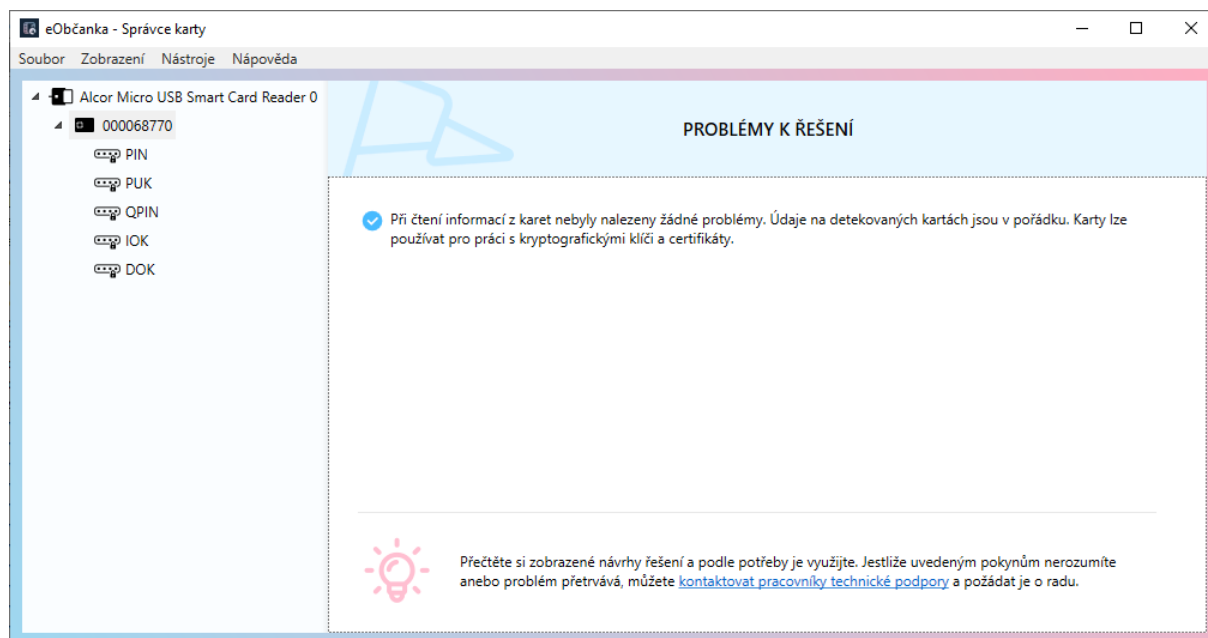 eObčanka - Správce karty
Soubor Zobrazení Nástroje Nápověda
Alcor Micro USB Smart Card Reader 0
000068770
PIN
PUK
QPIN
IOK
DOK
PROBLÉMY K ŘEŠENÍ
Při čtení informací z karet nebyly nalezeny žádné problémy. Údaje na detekovaných kartách jsou v pořádku. Karty lze
používat pro práci s kryptografickými klíči a certifikáty.
Přečtěte si zobrazené návrhy řešení a podle potřeby je využijte. Jestliže uvedeným pokynům nerozumíte
anebo problém přetrvává, můžete kontaktovat pracovníky technické podpory a požádat je o radu.